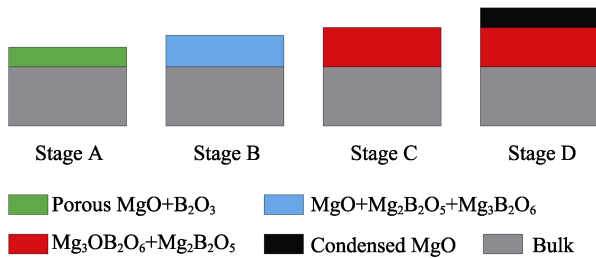 Stage A Stage B Stage C Stage D
Porous MgO+B₂O₃ MgO+Mg₂B₂O₅+Mg₃B₂O₆
Mg₃OB₂O₆+Mg₂B₂O₅ Condensed MgO Bulk